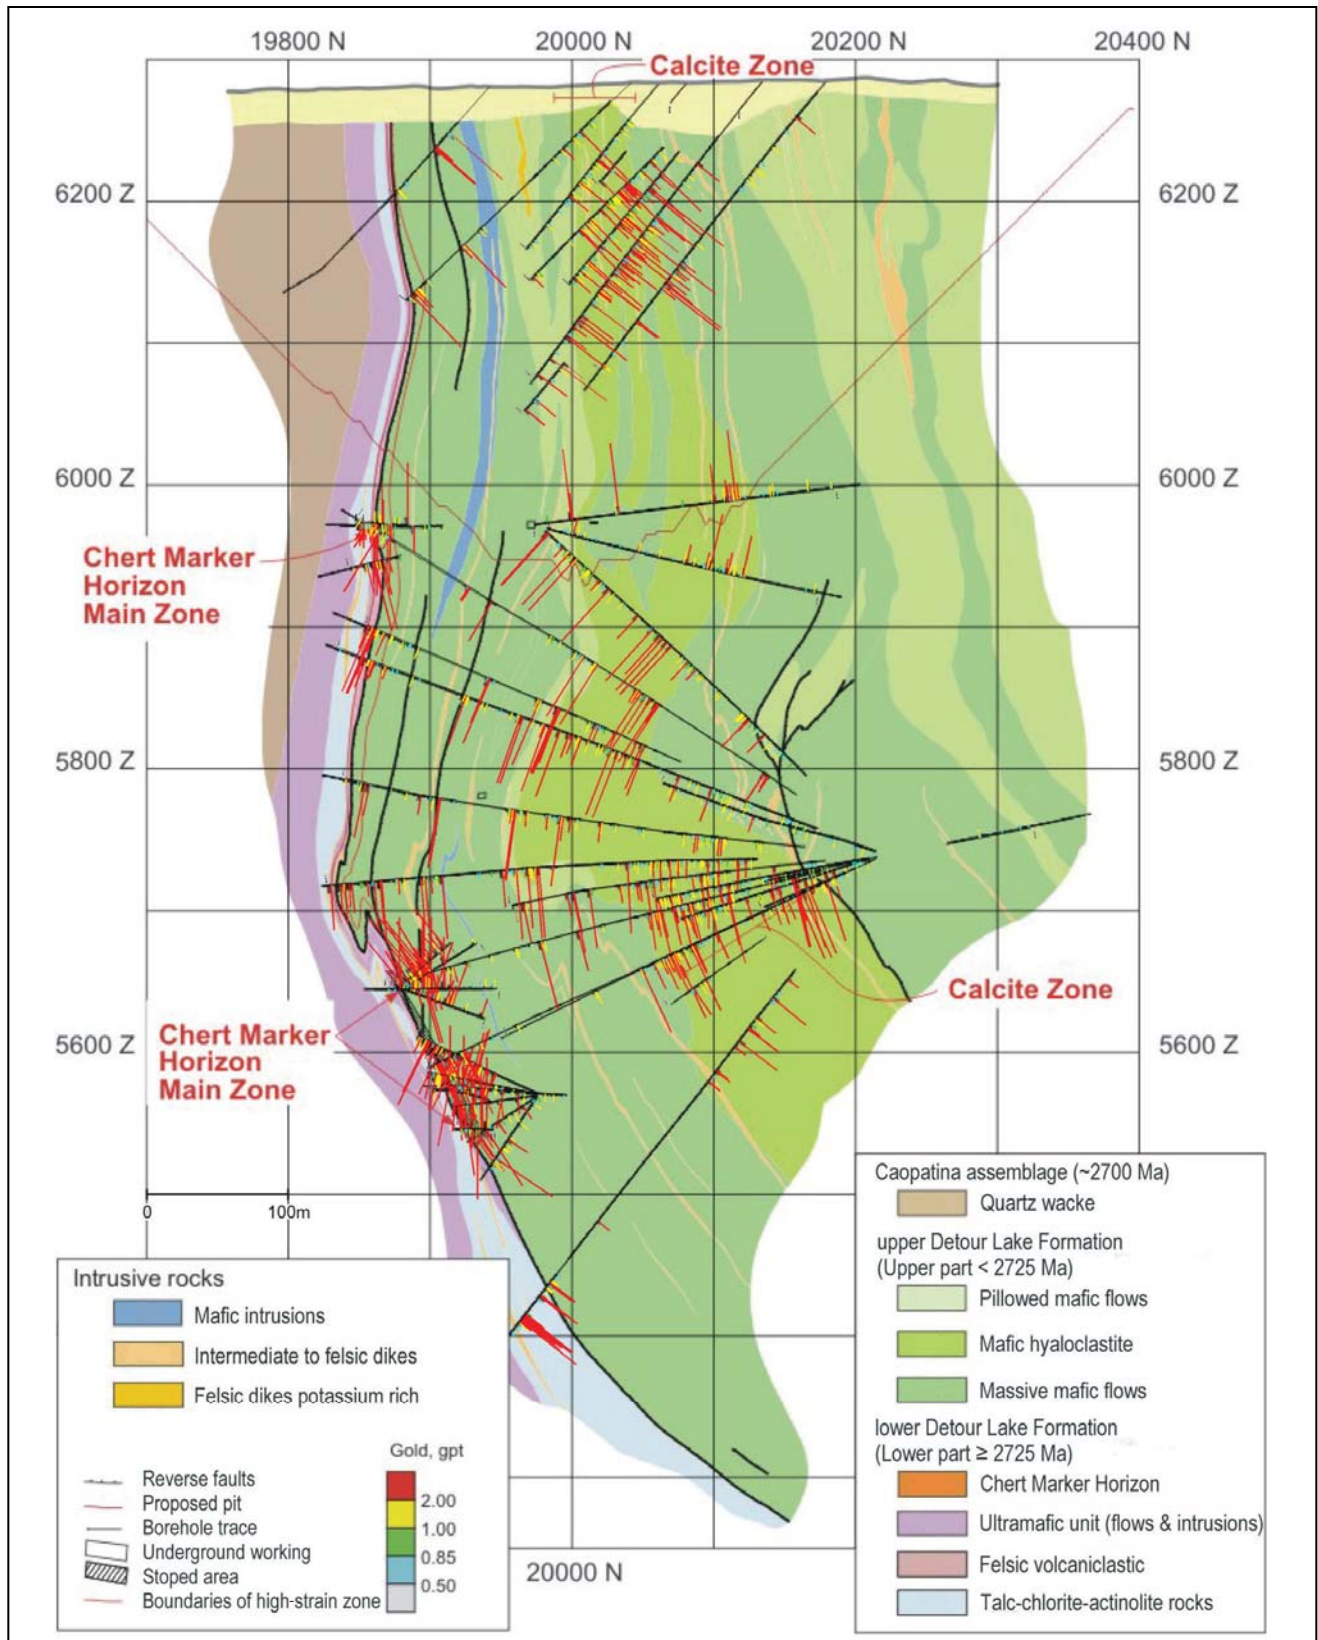 19800 N
20000 N
20200 N
20400 N
Calcite Zone
6200 Z
6200 Z
6000 Z
6000 Z
Chert Marker
Horizon
Main Zone
5800 Z
5800 Z
Calcite Zone
Chert Marker
Horizon
Main Zone
5600 Z
5600 Z
0
100m
Intrusive rocks
Mafic intrusions
Intermediate to felsic dikes
Felsic dikes potassium rich
Reverse faults
Proposed pit
Borehole trace
Underground working
Stoped area
Boundaries of high-strain zone
Gold, gpt
2.00
1.00
0.85
0.50
20000 N
Caopatina assemblage (~2700 Ma)
Quartz wacke
upper Detour Lake Formation
(Upper part < 2725 Ma)
Pillowed mafic flows
Mafic hyaloclastite
Massive mafic flows
lower Detour Lake Formation
(Lower part ≥ 2725 Ma)
Chert Marker Horizon
Ultramafic unit (flows & intrusions)
Felsic volcaniclastic
Talc-chlorite-actinolite rocks